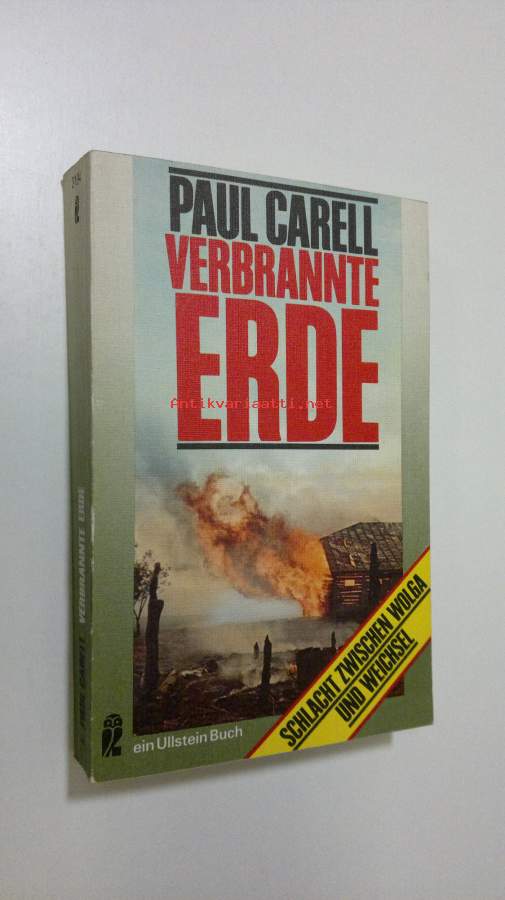 PAUL CARELL
VERBRANNTE
ERDE
Antikvariaatti.net
SCHLACHT ZWISCHEN WOLGA
UND WEICHSEL
ein Ullstein Buch
PAUL CARELL VERBRANNTE ERDE